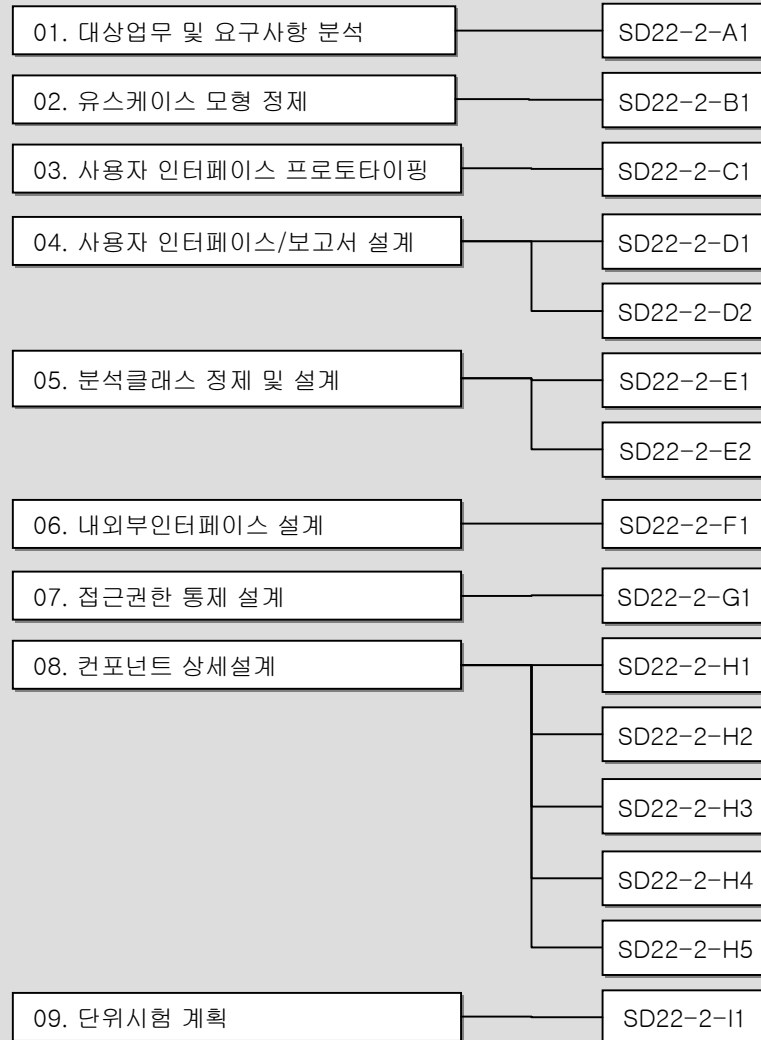 01. 대상업무 및 요구사항 분석
SD22-2-A1
02. 유스케이스 모형 정제
SD22-2-B1
03. 사용자 인터페이스 프로토타이핑
SD22-2-C1
04. 사용자 인터페이스/보고서 설계
SD22-2-D1
SD22-2-D2
05. 분석클래스 정제 및 설계
SD22-2-E1
SD22-2-E2
06. 내외부인터페이스 설계
SD22-2-F1
07. 접근권한 통제 설계
SD22-2-G1
08. 컨포넌트 상세설계
SD22-2-H1
SD22-2-H2
SD22-2-H3
SD22-2-H4
SD22-2-H5
09. 단위시험 계획
SD22-2-I1